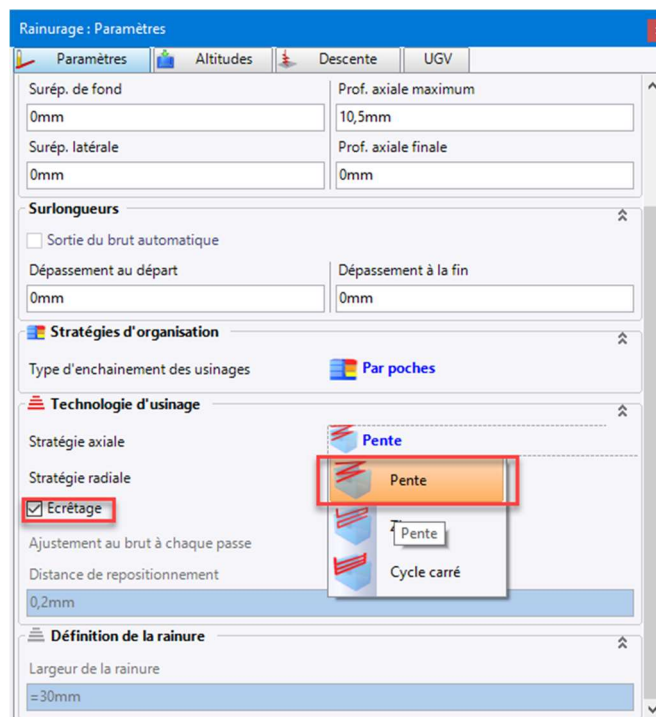 Rainurage : Paramètres
Paramètres Altitudes Descente UGV
Surép. de fond Prof. axiale maximum
0mm 10,5mm
Surép. latérale Prof. axiale finale
0mm 0mm
Surlongueurs
Sortie du brut automatique
Dépassement au départ Dépassement à la fin
0mm 0mm
Stratégies d'organisation
Type d'enchainement des usinages Par poches
Technologie d'usinage
Stratégie axiale Pente
Stratégie radiale Pente
Ecrêtage
Pente
Ajustement au brut à chaque passe
Distance de repositionnement Cycle carré
0,2mm
Définition de la rainure
Largeur de la rainure
=30mm